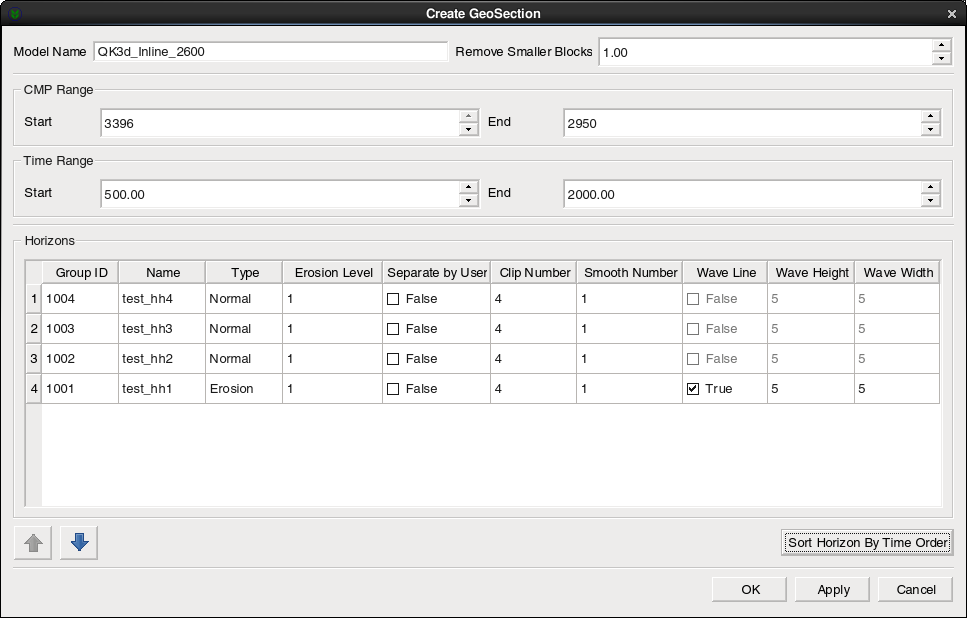 Create GeoSection
Model Name QK3d_Inline_2600 Remove Smaller Blocks 1.00
CMP Range
Start 3396 End 2950
Time Range
Start 500.00 End 2000.00
Horizons
Group ID Name Type Erosion Level Separate by User Clip Number Smooth Number Wave Line Wave Height Wave Width
1 1004 test_hh4 Normal 1 False 4 1 False 5 5
2 1003 test_hh3 Normal 1 False 4 1 False 5 5
3 1002 test_hh2 Normal 1 False 4 1 False 5 5
4 1001 test_hh1 Erosion 1 False 4 1 True 5 5
Sort Horizon By Time Order
OK Apply Cancel